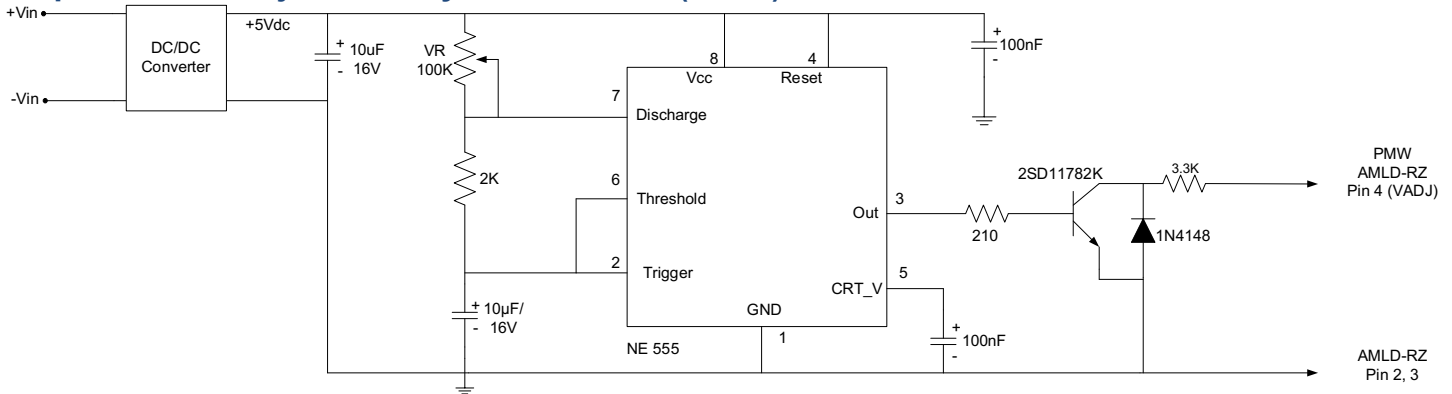 +Vin
-Vin
DC/DC
Converter
+5Vdc
+
-
10uF
16V
VR
100K
2K
+
-
10µF/
16V
7
Discharge
6
Threshold
2
Trigger
8
Vcc
4
Reset
Out
3
CRT_V
5
GND
1
NE 555
+
100nF
-
+
100nF
-
210
2SD11782K
3.3K
1N4148
PMW
AMLD-RZ
Pin 4 (VADJ)
AMLD-RZ
Pin 2, 3